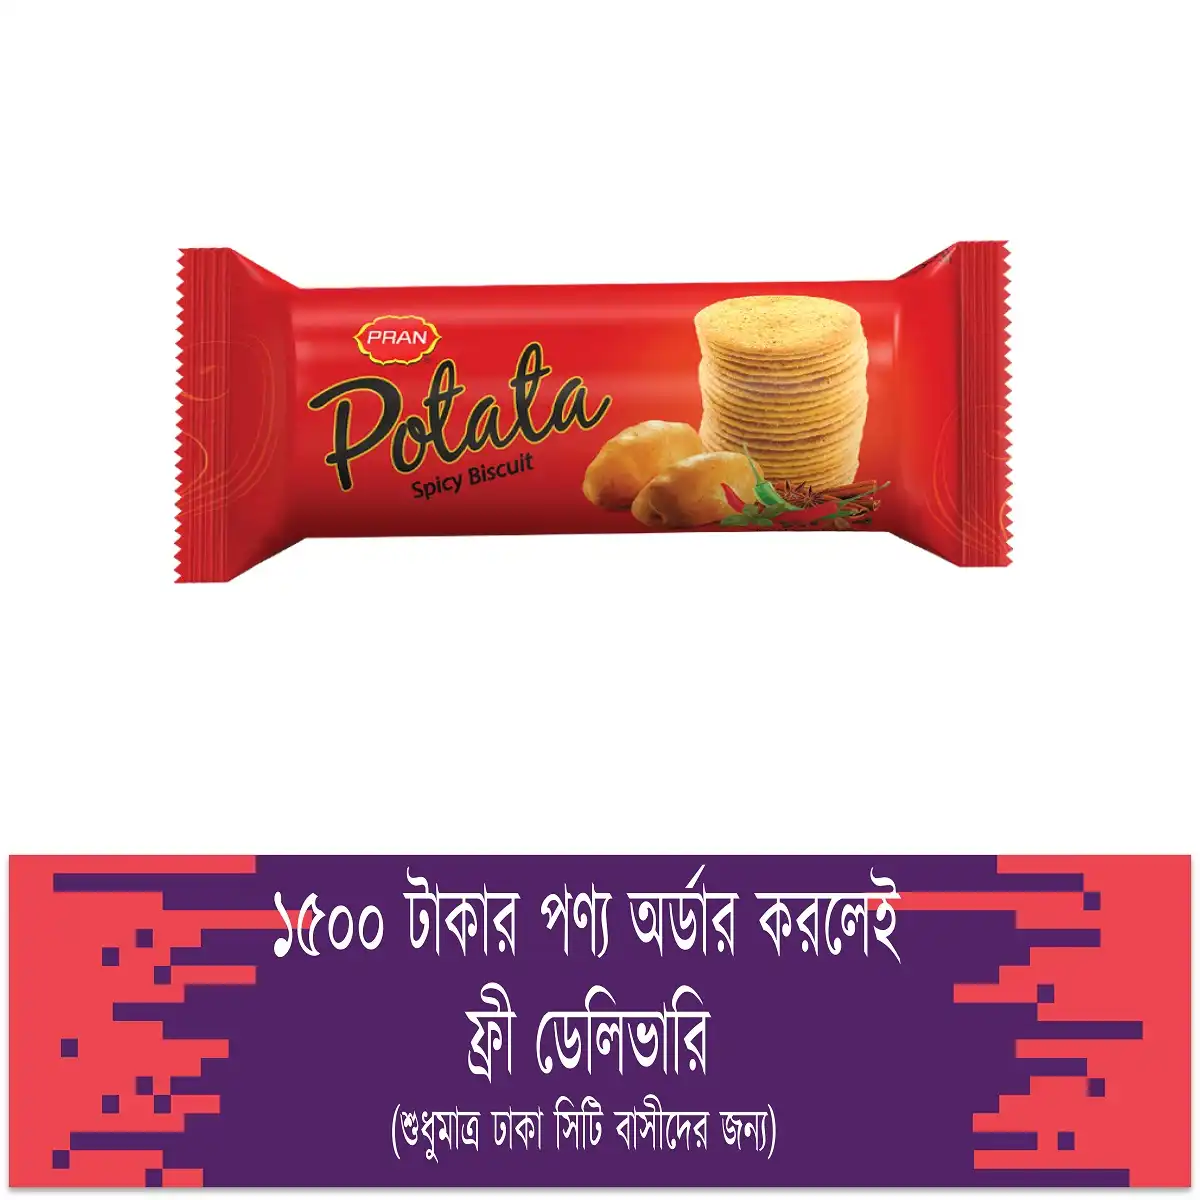 PRAN
Potata
Spicy Biscuit
১৫০০ টাকার পণ্য অর্ডার করলেই
ফ্রী ডেলিভারি
(শুধুমাত্র ঢাকা সিটি বাসীদের জন্য)